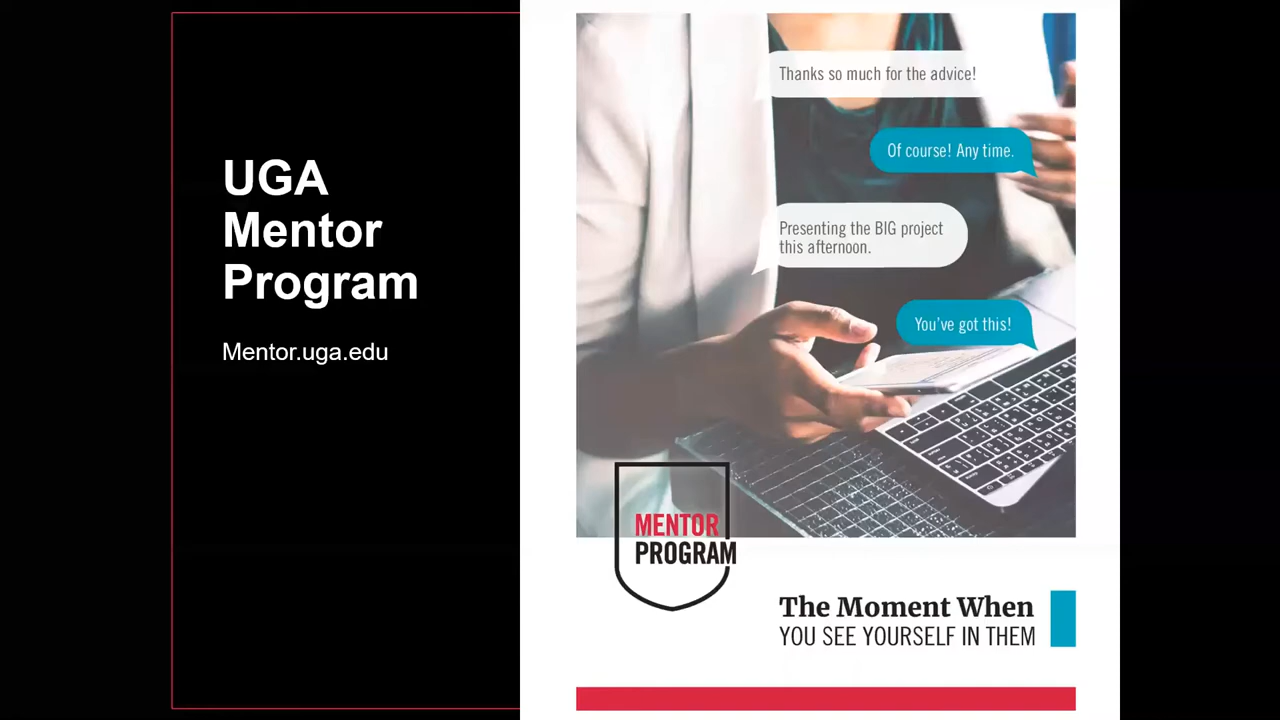 UGA
Mentor
Program
Mentor.uga.edu
Thanks so much for the advice!
Of course! Any time.
Presenting the BIG project
this afternoon.
You've got this!
MENTOR
PROGRAM
The Moment When
YOU SEE YOURSELF IN THEM